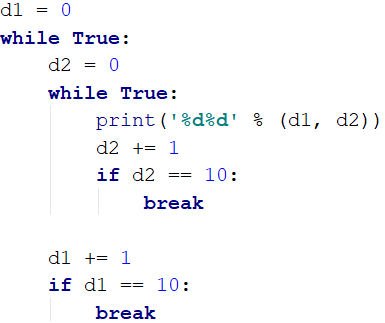 d1 = 0
while True:
    d2 = 0
    while True:
        print('%d%d' % (d1, d2))
        d2 += 1
        if d2 == 10:
            break

    d1 += 1
    if d1 == 10:
        break